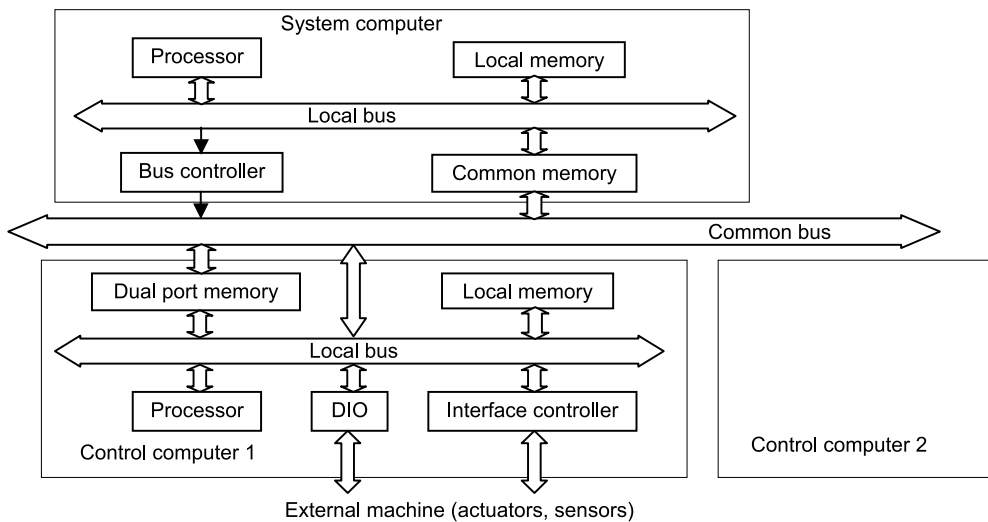 System computer
Processor
Local memory
Local bus
Bus controller
Common memory
Common bus
Dual port memory
Local memory
Local bus
Processor
DIO
Interface controller
Control computer 1
Control computer 2
External machine (actuators, sensors)